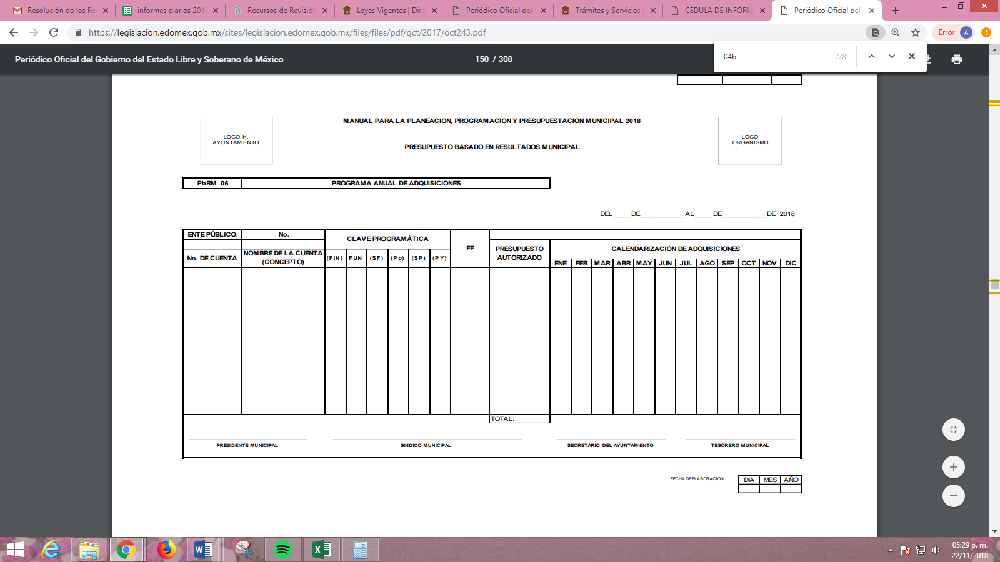 Resolución de los Re
informes diarios 2018
Recursos de Revisión
Leyes Vigentes | Dire
Periódico Oficial del
Trámites y Servicios
CÉDULA DE INFORM
Periódico Oficial del
https://legislacion.edomex.gob.mx/sites/legislacion.edomex.gob.mx/files/files/pdf/gct/2017/oct243.pdf
Error A
Periódico Oficial del Gobierno del Estado Libre y Soberano de México
150 / 308
04b 7/8
MANUAL PARA LA PLANEACION, PROGRAMACION Y PRESUPUESTACION MUNICIPAL 2018
LOGO H.
AYUNTAMIENTO
LOGO
ORGANISMO
PRESUPUESTO BASADO EN RESULTADOS MUNICIPAL
PbRM 06 PROGRAMA ANUAL DE ADQUISICIONES
DEL_____DE____________AL_____DE____________DE 2018
ENTE PÚBLICO: No.
CLAVE PROGRAMÁTICA
FF
No. DE CUENTA
NOMBRE DE LA CUENTA
(CONCEPTO)
(FIN) FUN (SF) (Pp) (SP) (PY)
PRESUPUESTO
AUTORIZADO
CALENDARIZACIÓN DE ADQUISICIONES
ENE FEB MAR ABR MAY JUN JUL AGO SEP OCT NOV DIC
TOTAL:
PRESIDENTE MUNICIPAL
SINDICO MUNICIPAL
SECRETARIO DEL AYUNTAMIENTO
TESORERO MUNICIPAL
FECHA DE ELABORACIÓN
DIA MES AÑO
05:29 p. m.
22/11/2018